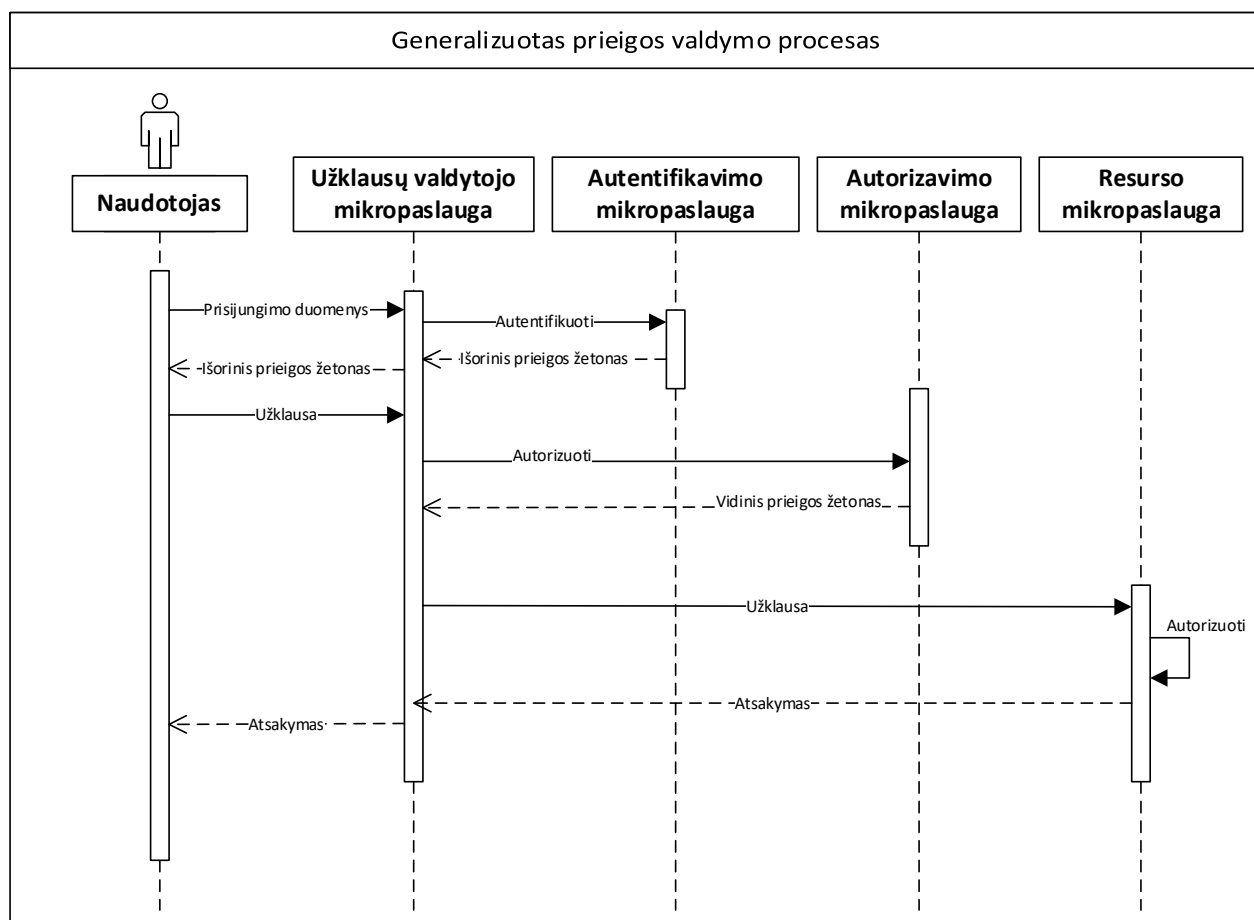 Generalizuotas prieigos valdymo procesas
Naudotojas
Užklausų valdytojo
mikropaslauga
Autentifikavimo
mikropaslauga
Autorizavimo
mikropaslauga
Resurso
mikropaslauga
Prisijungimo duomenys
Autentifikuoti
Išorinis prieigos žetonas
Išorinis prieigos žetonas
Užklausa
Autorizuoti
Vidinis prieigos žetonas
Užklausa
Autorizuoti
Atsakymas
Atsakymas